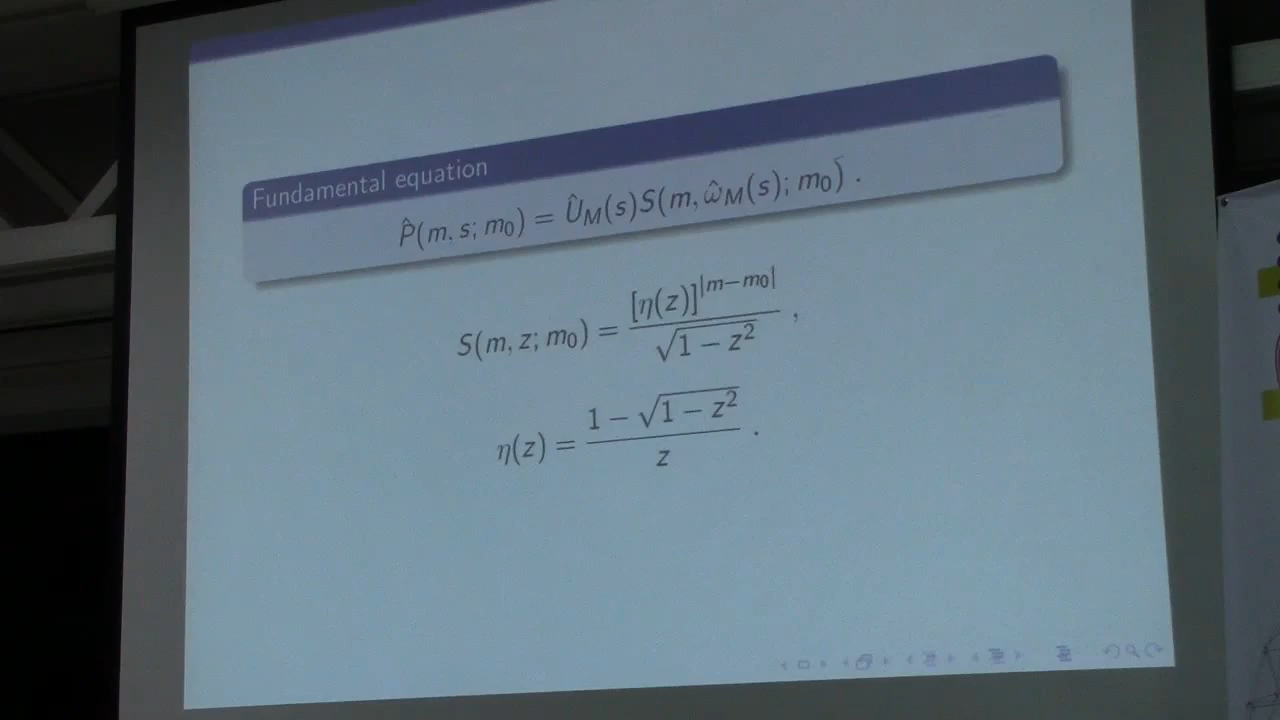 Fundamental equation
P̂(m, s; m₀) = Û_M(s)S(m, ω̂_M(s); m₀) .
S(m, z; m₀) = [η(z)]^|m−m₀| / √(1 − z²) ,
η(z) = (1 − √(1 − z²)) / z .